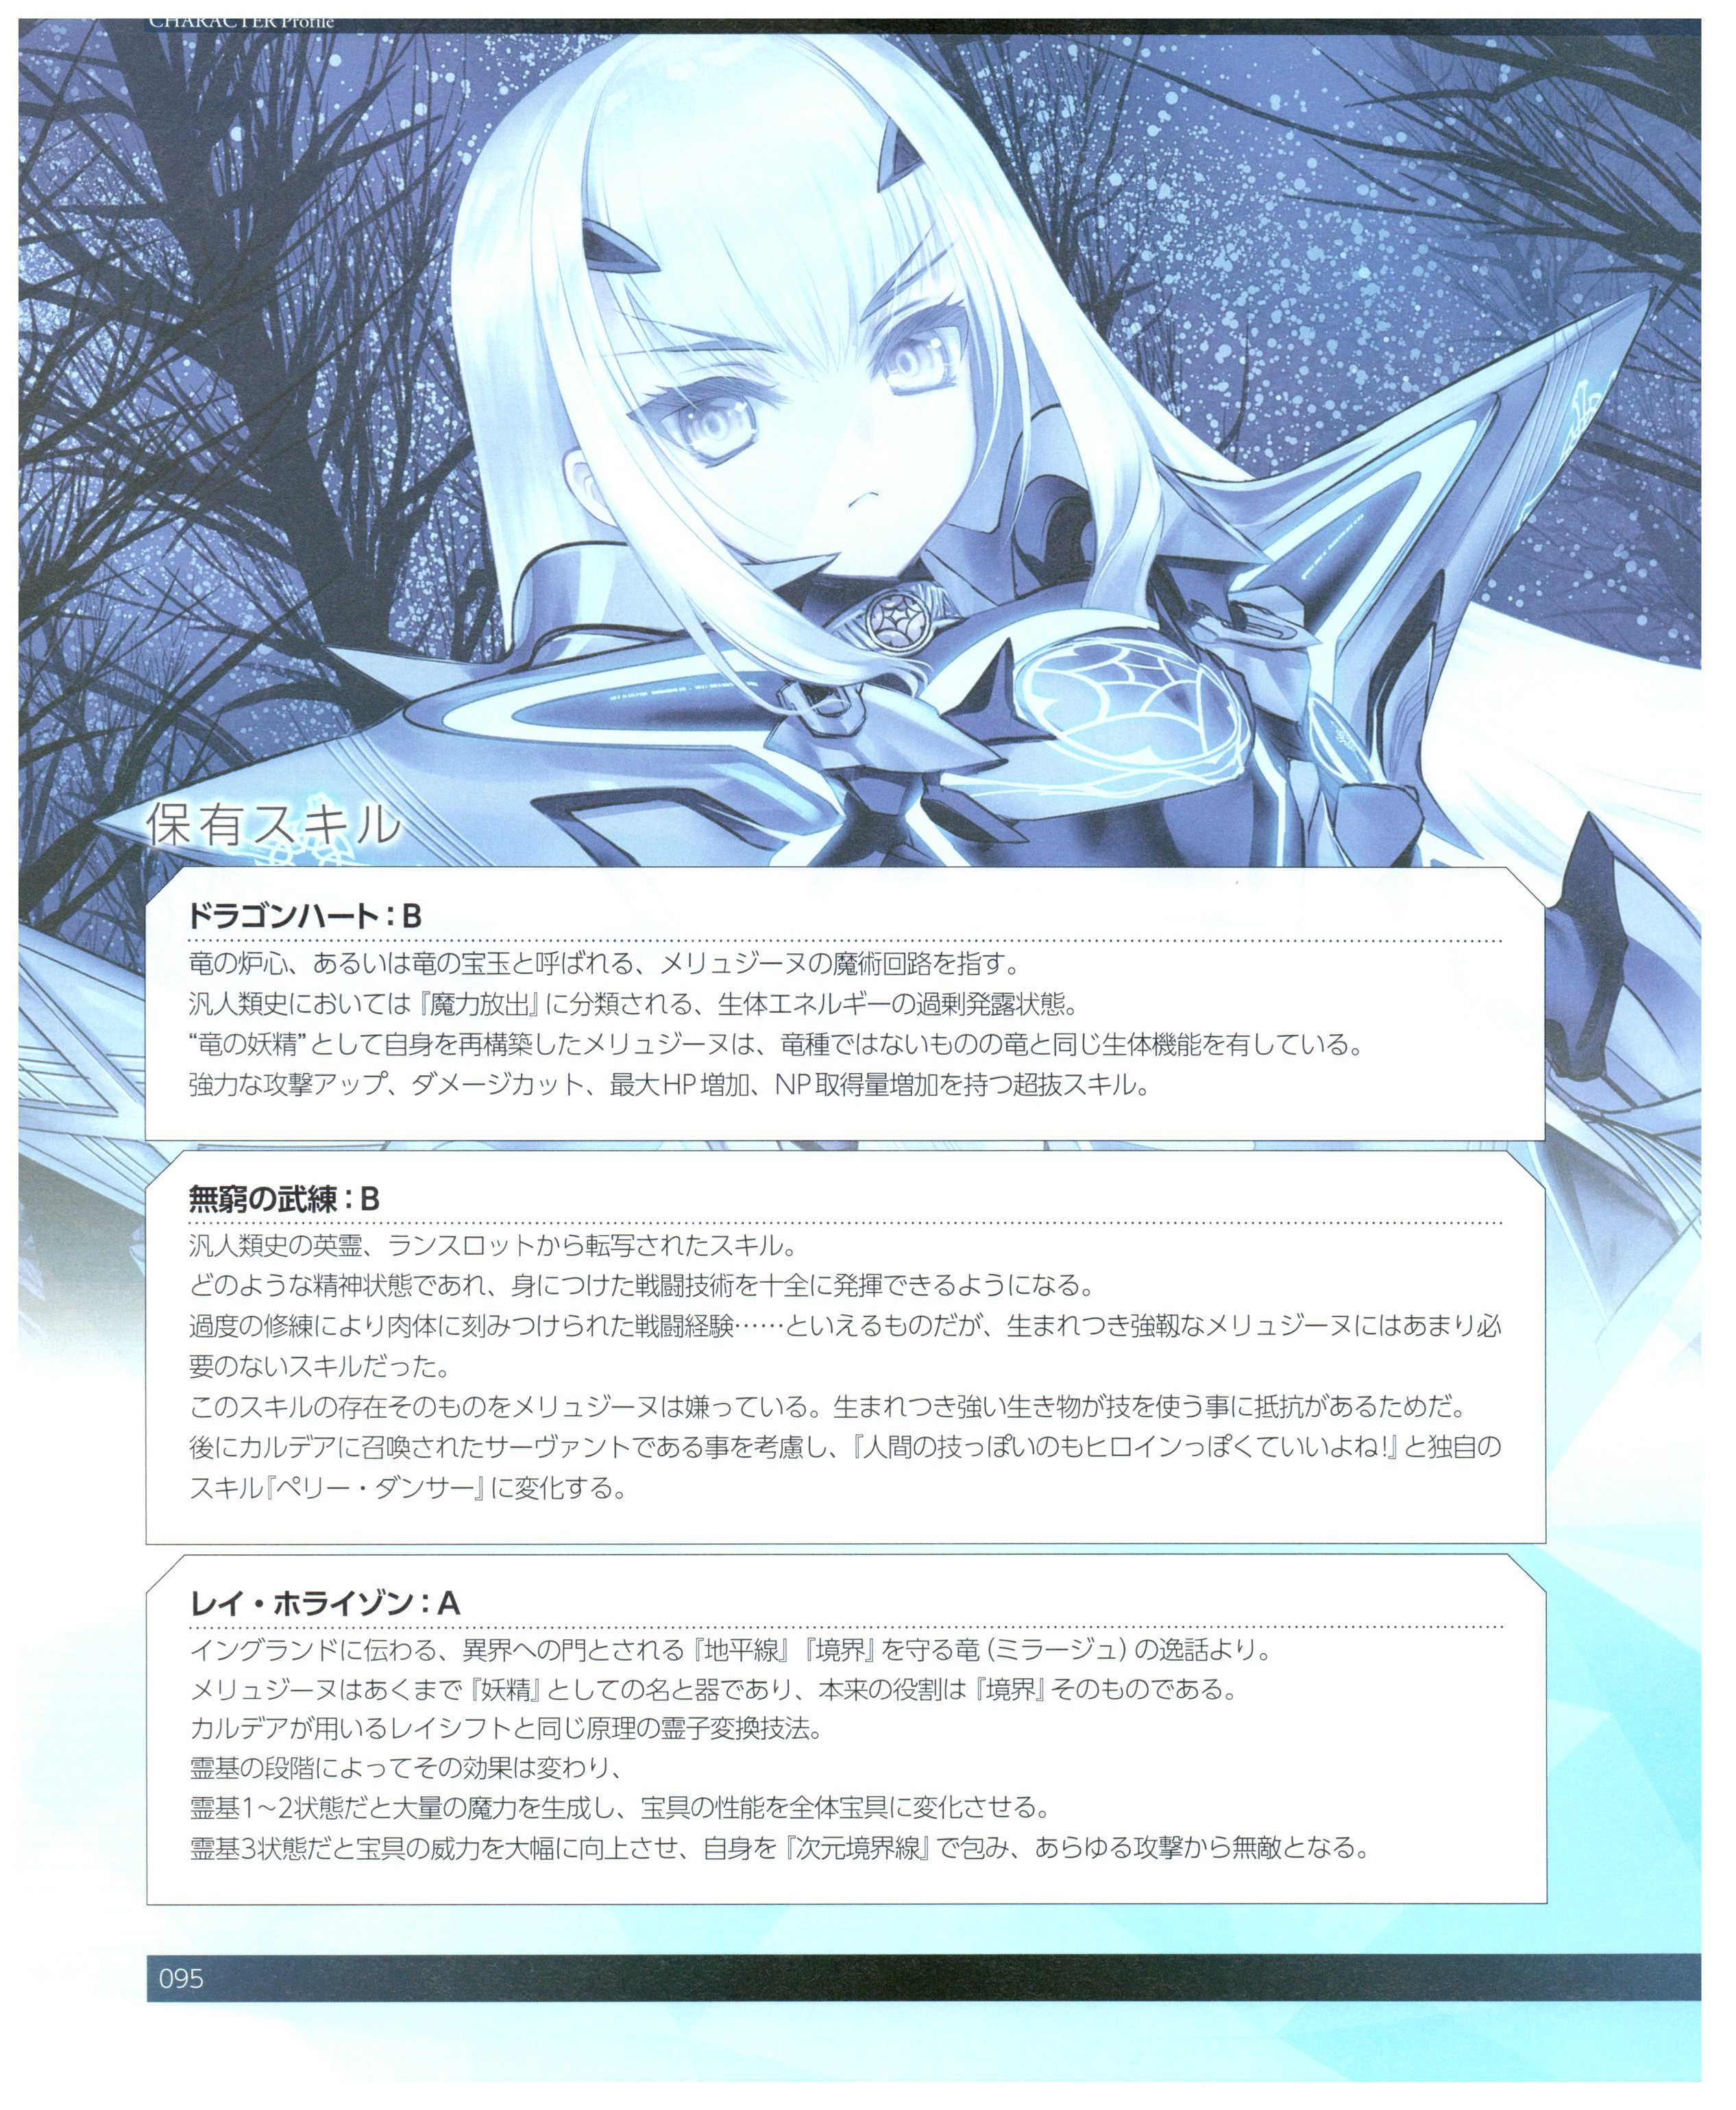 CHARACTER Profile
保有スキル
ドラゴンハート：B
竜の炉心、あるいは竜の宝玉と呼ばれる、メリュジーヌの魔術回路を指す。
汎人類史においては『魔力放出』に分類される、生体エネルギーの過剰発露状態。
“竜の妖精”として自身を再構築したメリュジーヌは、竜種ではないものの竜と同じ生体機能を有している。
強力な攻撃アップ、ダメージカット、最大HP増加、NP取得量増加を持つ超抜スキル。
無窮の武練：B
汎人類史の英霊、ランスロットから転写されたスキル。
どのような精神状態であれ、身につけた戦闘技術を十全に発揮できるようになる。
過度の修練により肉体に刻みつけられた戦闘経験……といえるものだが、生まれつき強靱なメリュジーヌにはあまり必
要のないスキルだった。
このスキルの存在そのものをメリュジーヌは嫌っている。生まれつき強い生き物が技を使う事に抵抗があるためだ。
後にカルデアに召喚されたサーヴァントである事を考慮し、『人間の技っぽいのもヒロインっぽくていいよね！』と独自の
スキル『ペリー・ダンサー』に変化する。
レイ・ホライゾン：A
イングランドに伝わる、異界への門とされる『地平線』『境界』を守る竜（ミラージュ）の逸話より。
メリュジーヌはあくまで『妖精』としての名と器であり、本来の役割は『境界』そのものである。
カルデアが用いるレイシフトと同じ原理の霊子変換技法。
霊基の段階によってその効果は変わり、
霊基1〜2状態だと大量の魔力を生成し、宝具の性能を全体宝具に変化させる。
霊基3状態だと宝具の威力を大幅に向上させ、自身を『次元境界線』で包み、あらゆる攻撃から無敵となる。
095